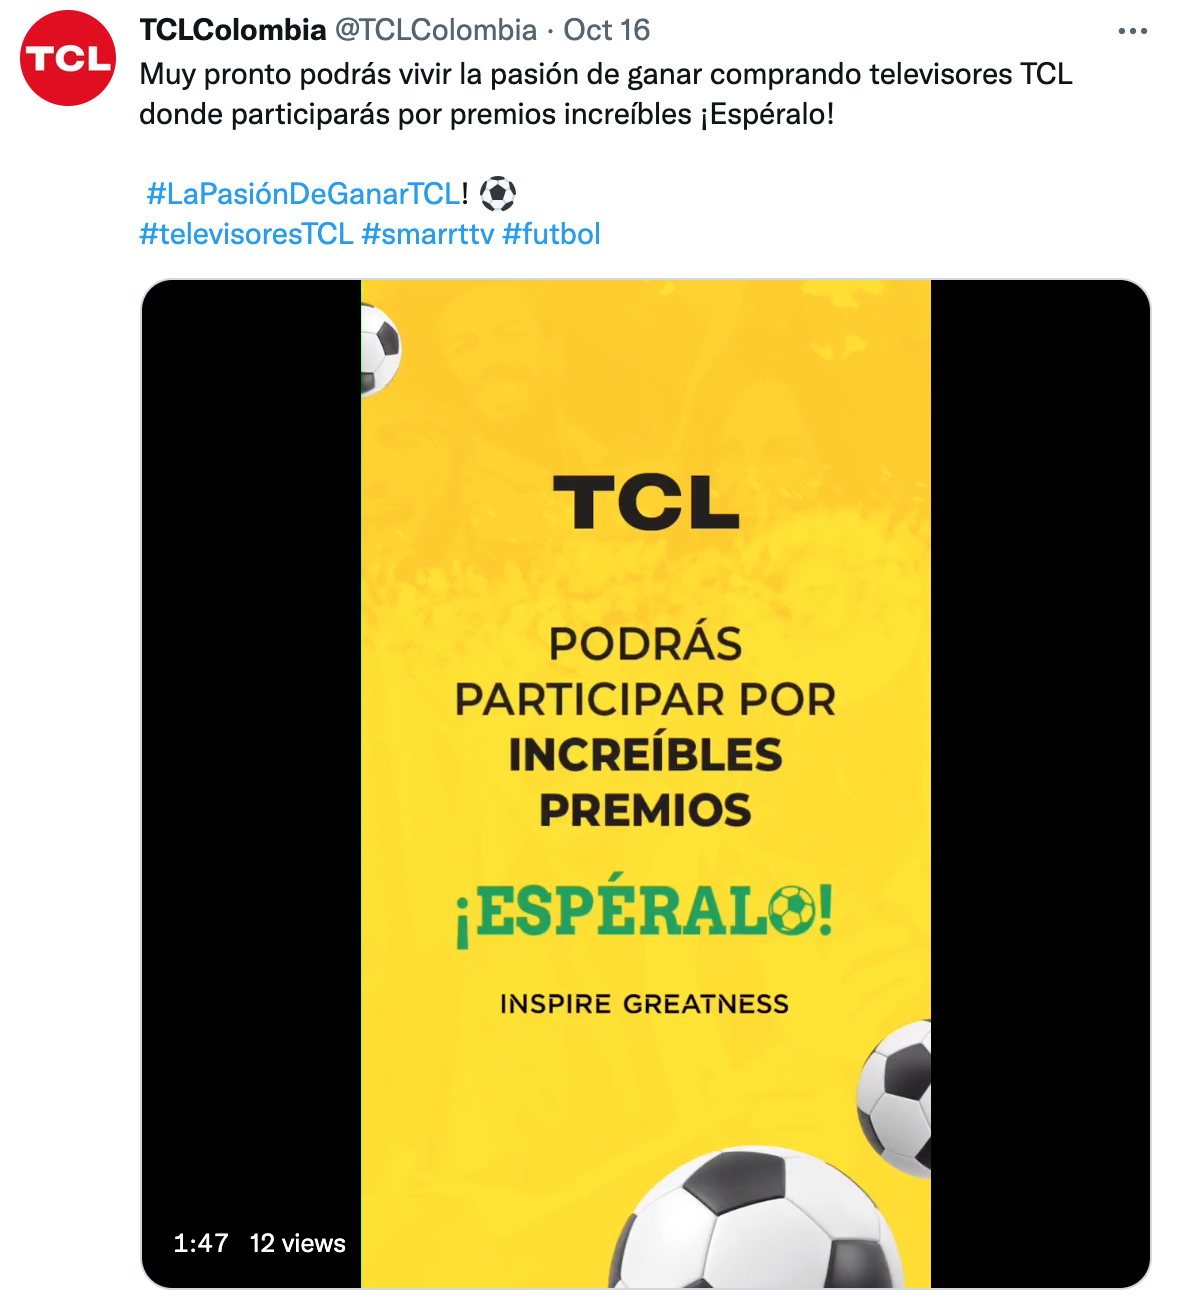 TCL
TCLColombia @TCLColombia · Oct 16
Muy pronto podrás vivir la pasión de ganar comprando televisores TCL
donde participarás por premios increíbles ¡Espéralo!
#LaPasiónDeGanarTCL! ⚽
#televisoresTCL #smarrttv #futbol
TCL
PODRÁS
PARTICIPAR POR
INCREÍBLES
PREMIOS
¡ESPÉRALO!
INSPIRE GREATNESS
1:47 12 views